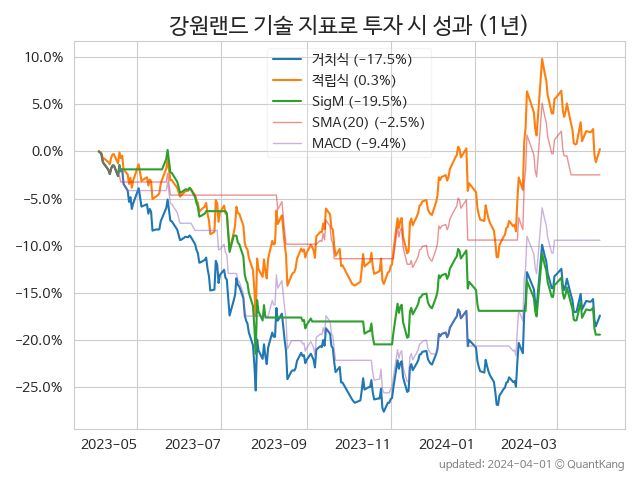 강원랜드 기술 지표로 투자 시 성과 (1년)
거치식 (−17.5%)
적립식 (0.3%)
SigM (−19.5%)
SMA(20) (−2.5%)
MACD (−9.4%)
10.0%
5.0%
0.0%
−5.0%
−10.0%
−15.0%
−20.0%
−25.0%
2023-05 2023-07 2023-09 2023-11 2024-01 2024-03
updated: 2024-04-01 © QuantKang